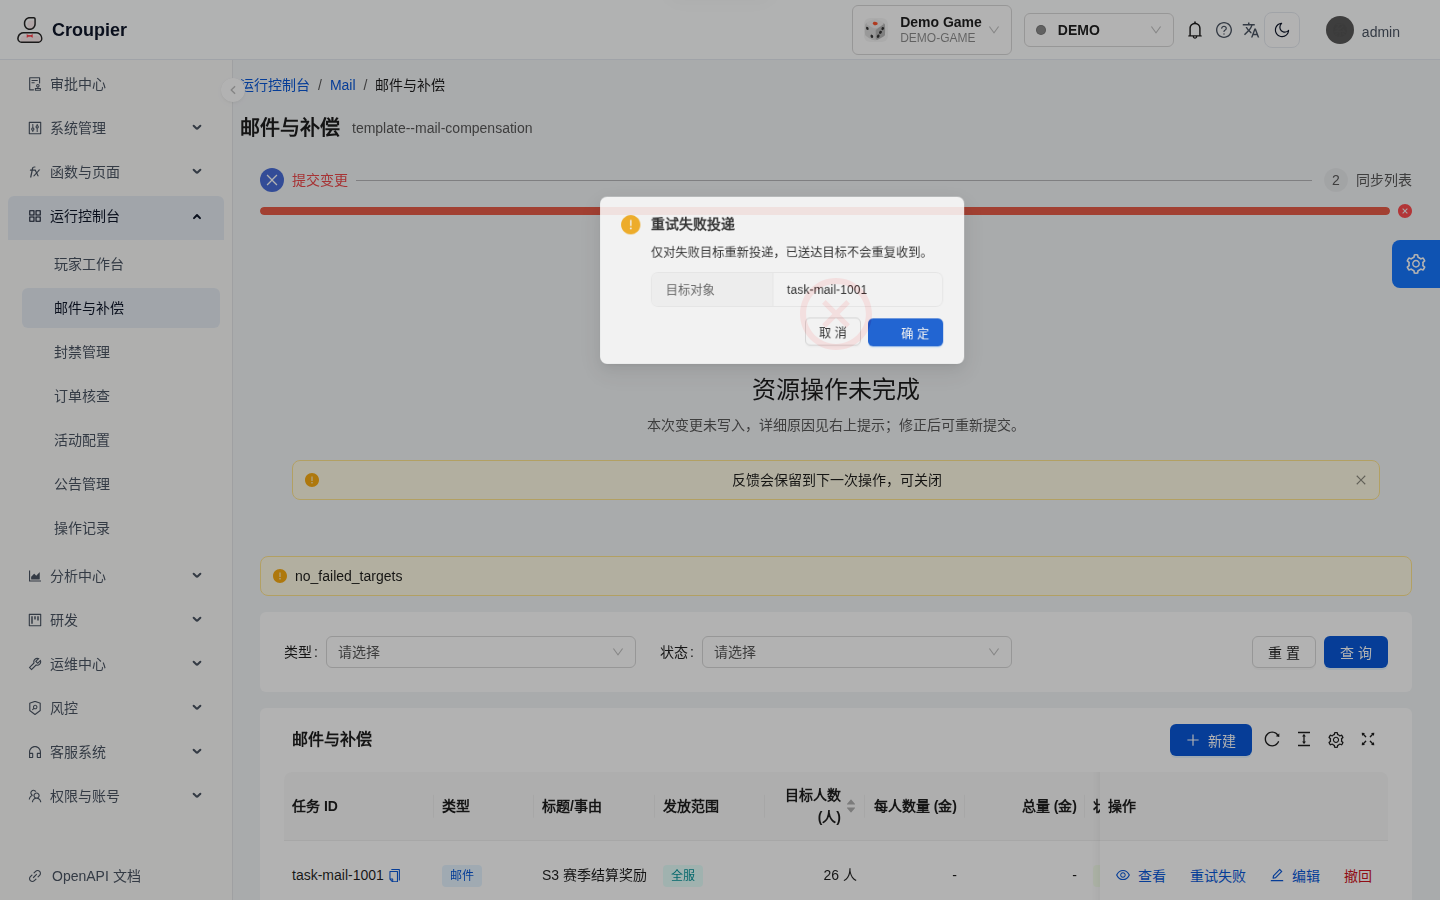 Croupier
Demo Game
DEMO-GAME
DEMO
admin
审批中心
系统管理
函数与页面
运行控制台
玩家工作台
邮件与补偿
封禁管理
订单核查
活动配置
公告管理
操作记录
分析中心
研发
运维中心
风控
客服系统
权限与账号
OpenAPI 文档
运行控制台 / Mail / 邮件与补偿
邮件与补偿 template--mail-compensation
提交变更
2 同步列表
重试失败投递
仅对失败目标重新投递，已送达目标不会重复收到。
目标对象 task-mail-1001
取 消 确 定
资源操作未完成
本次变更未写入，详细原因见右上提示；修正后可重新提交。
反馈会保留到下一次操作，可关闭
no_failed_targets
类型 : 请选择 状态 : 请选择 重 置 查 询
邮件与补偿 新建
任务 ID 类型 标题/事由 发放范围 目标人数 (人) 每人数量 (金) 总量 (金) 操作
task-mail-1001 邮件 S3 赛季结算奖励 全服 26 人 - - 查看 重试失败 编辑 撤回